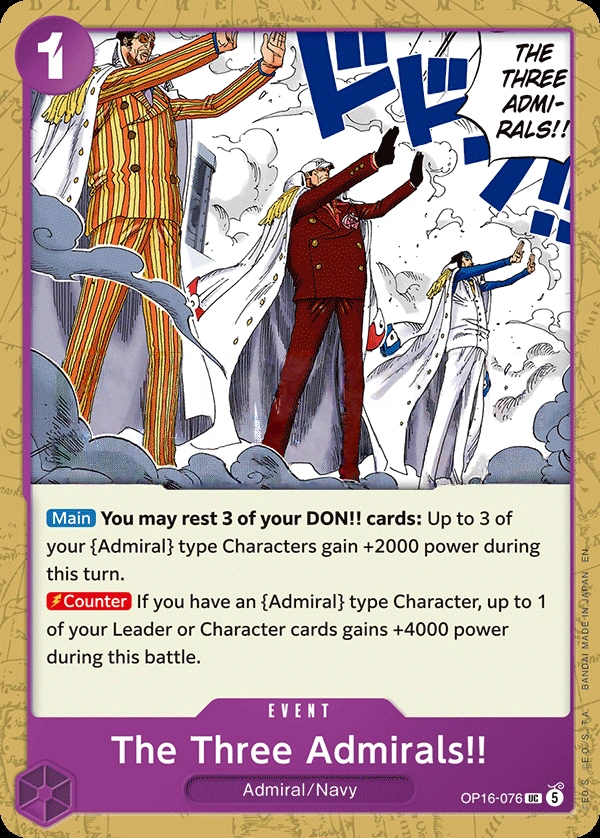 1
THE
THREE
ADMI-
RALS!!
ドドド!!
Main You may rest 3 of your DON!! cards: Up to 3 of
your {Admiral} type Characters gain +2000 power during
this turn.
Counter If you have an {Admiral} type Character, up to 1
of your Leader or Character cards gains +4000 power
during this battle.
EVENT
The Three Admirals!!
Admiral/Navy
OP16-076 UC 5
BANDAI MADE IN JAPAN EN